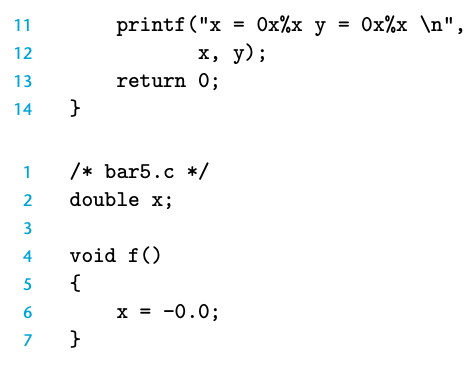 11 printf("x = 0x%x y = 0x%x \n",
12 x, y);
13 return 0;
14 }
1 /* bar5.c */
2 double x;
3
4 void f()
5 {
6 x = -0.0;
7 }